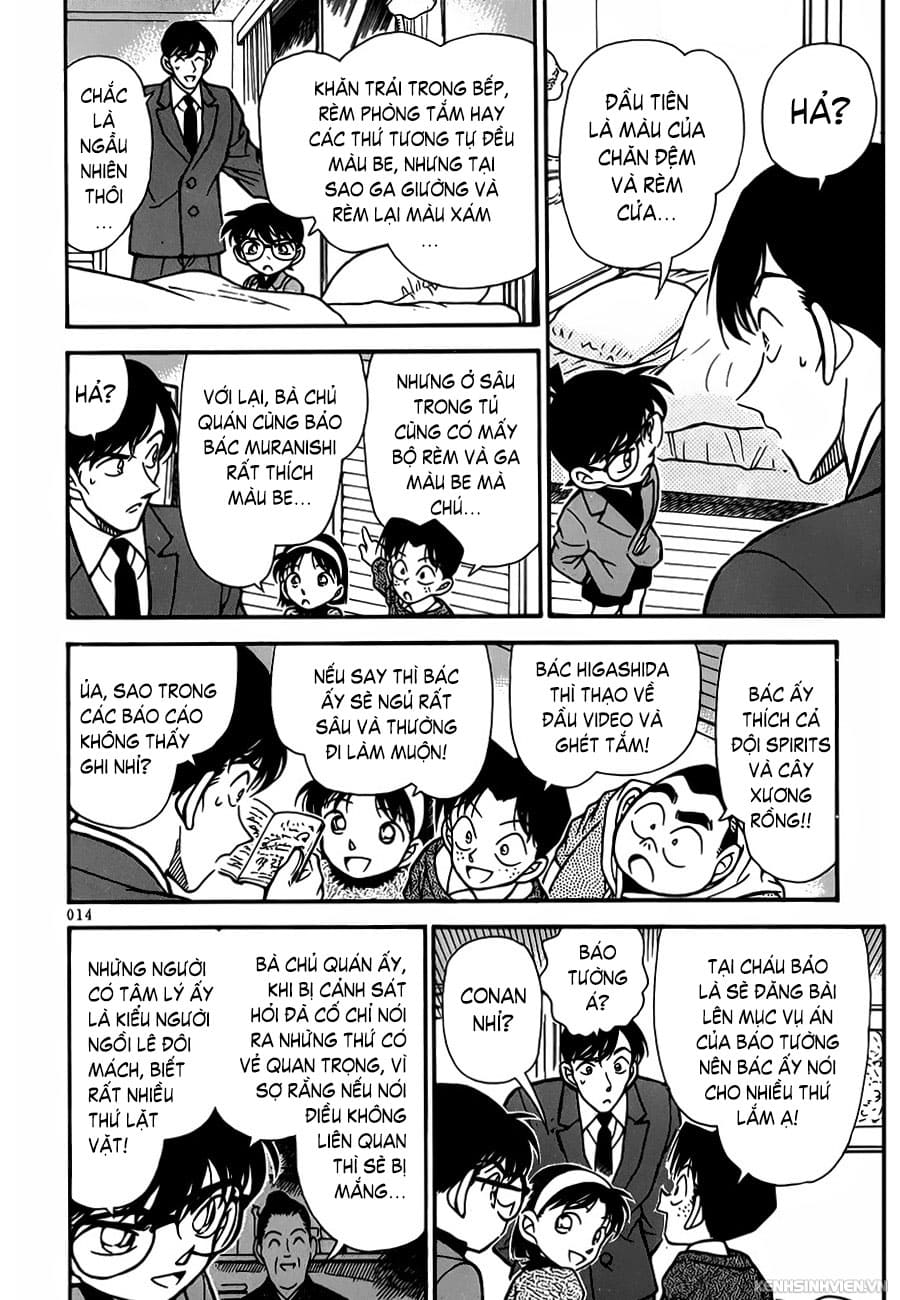 HẢ?
ĐẦU TIÊN
LÀ MÀU CỦA
CHĂN ĐỆM
VÀ RÈM
CỬA...
KHĂN TRẢI TRONG BẾP,
RÈM PHÒNG TẮM HAY
CÁC THỨ TƯƠNG TỰ ĐỀU
MÀU BE, NHƯNG TẠI
SAO GA GIƯỜNG VÀ
RÈM LẠI MÀU XÁM
...
CHẮC
LÀ
NGẪU
NHIÊN
THÔI
...
NHƯNG Ở SÂU
TRONG TỦ
CŨNG CÓ MẤY
BỘ RÈM VÀ GA
MÀU BE MÀ
CHÚ...
VỚI LẠI, BÀ CHỦ
QUÁN CŨNG BẢO
BÁC MURANISHI
RẤT THÍCH
MÀU BE...
HẢ?
BÁC ẤY
THÍCH CẢ
ĐỘI SPIRITS
VÀ CÂY
XƯƠNG
RỒNG!!
BÁC HIGASHIDA
THÌ THẠO VỀ
ĐẦU VIDEO VÀ
GHÉT TẮM!
NẾU SAY THÌ BÁC
ẤY SẼ NGỦ RẤT
SÂU VÀ THƯỜNG
ĐI LÀM MUỘN!
ỦA, SAO TRONG
CÁC BÁO CÁO
KHÔNG THẤY
GHI NHỈ?
014
TẠI CHÁU BẢO
LÀ SẼ ĐĂNG BÀI
LÊN MỤC VỤ ÁN
CỦA BÁO TƯỜNG
NÊN BÁC ẤY NÓI
CHO NHIỀU THỨ
LẮM Ạ!
BÁO
TƯỜNG
Á?
CONAN
NHỈ?
BÀ CHỦ QUÁN ẤY,
KHI BỊ CẢNH SÁT
HỎI ĐÃ CỐ CHỈ NÓI
RA NHỮNG THỨ CÓ
VẺ QUAN TRỌNG, VÌ
SỢ RẰNG NẾU NÓI
ĐIỀU KHÔNG
LIÊN QUAN
THÌ SẼ BỊ
MẮNG...
NHỮNG NGƯỜI
CÓ TÂM LÝ ẤY
LÀ KIỂU NGƯỜI
NGỒI LÊ ĐÔI
MÁCH, BIẾT
RẤT NHIỀU
THỨ LẶT
VẶT!
KENHSINHVIEN.VN